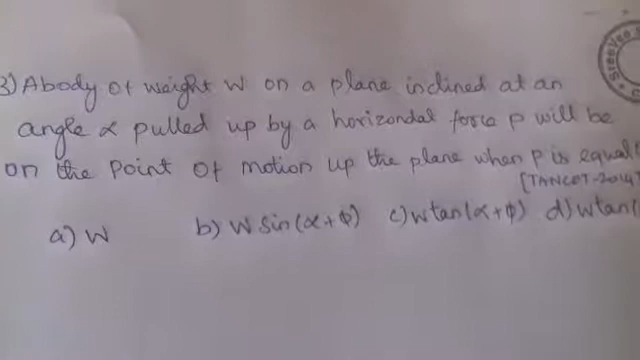 3) A body of weight W on a plane inclined at an
angle α pulled up by a horizondal force p will be
on the point of motion up the plane when p is equal
[TANCET-2014]
a) W b) W sin(α+φ) c) w tan(α+φ) d) w tan(